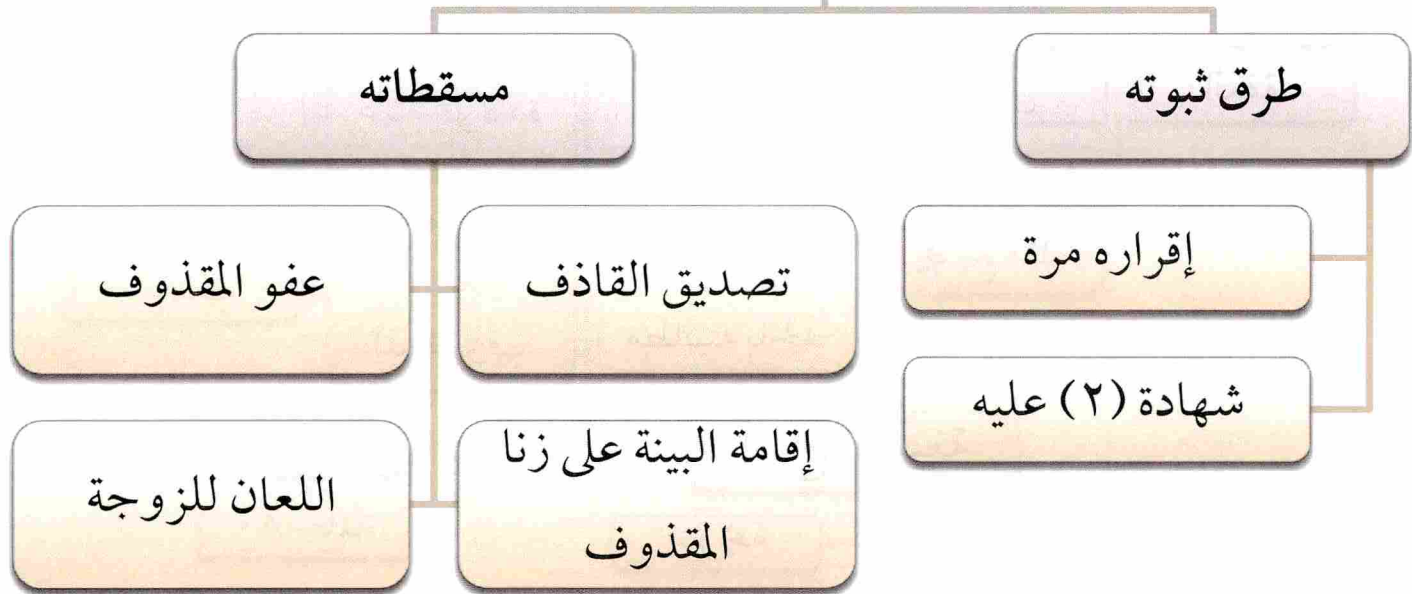 طرق ثبوته
إقراره مرة
شهادة (٢) عليه
مسقطاته
تصديق القاذف
عفو المقذوف
إقامة البينة على زنا
المقذوف
اللعان للزوجة